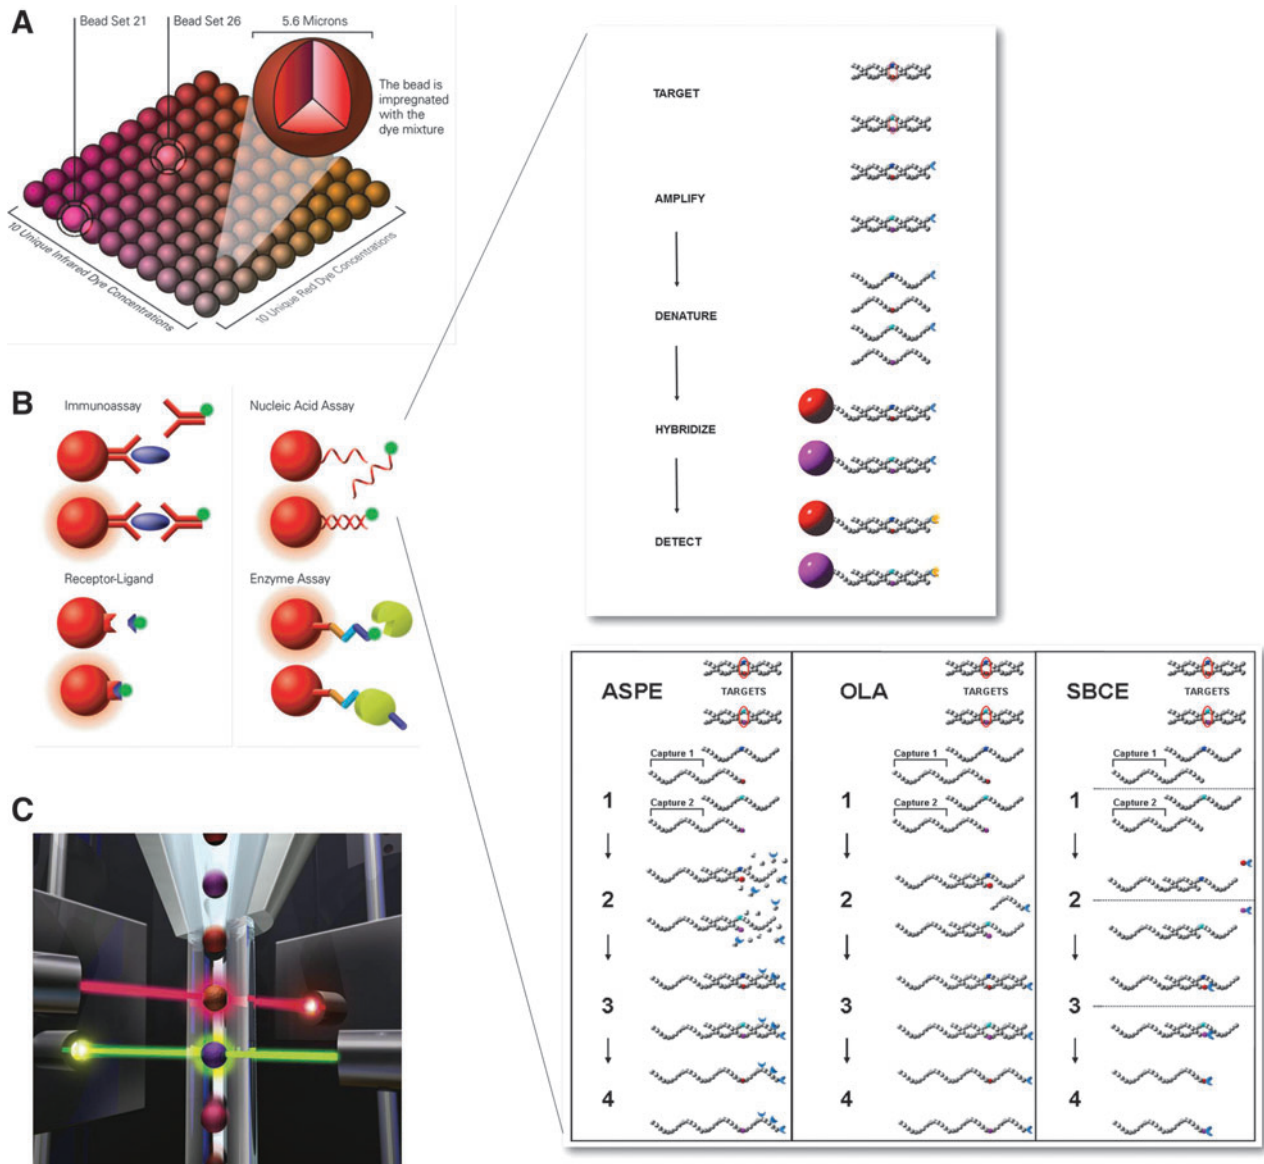 A
Bead Set 21
Bead Set 26
5.6 Microns
The bead is
impregnated
with the
dye mixture
10 Unique Infrared Dye Concentrations
10 Unique Red Dye Concentrations
B
Immunoassay
Nucleic Acid Assay
Receptor-Ligand
Enzyme Assay
C
TARGET
AMPLIFY
DENATURE
HYBRIDIZE
DETECT
ASPE
TARGETS
Capture 1
1
Capture 2
2
3
4
OLA
TARGETS
Capture 1
1
Capture 2
2
3
4
SBCE
TARGETS
Capture 1
1
Capture 2
2
3
4